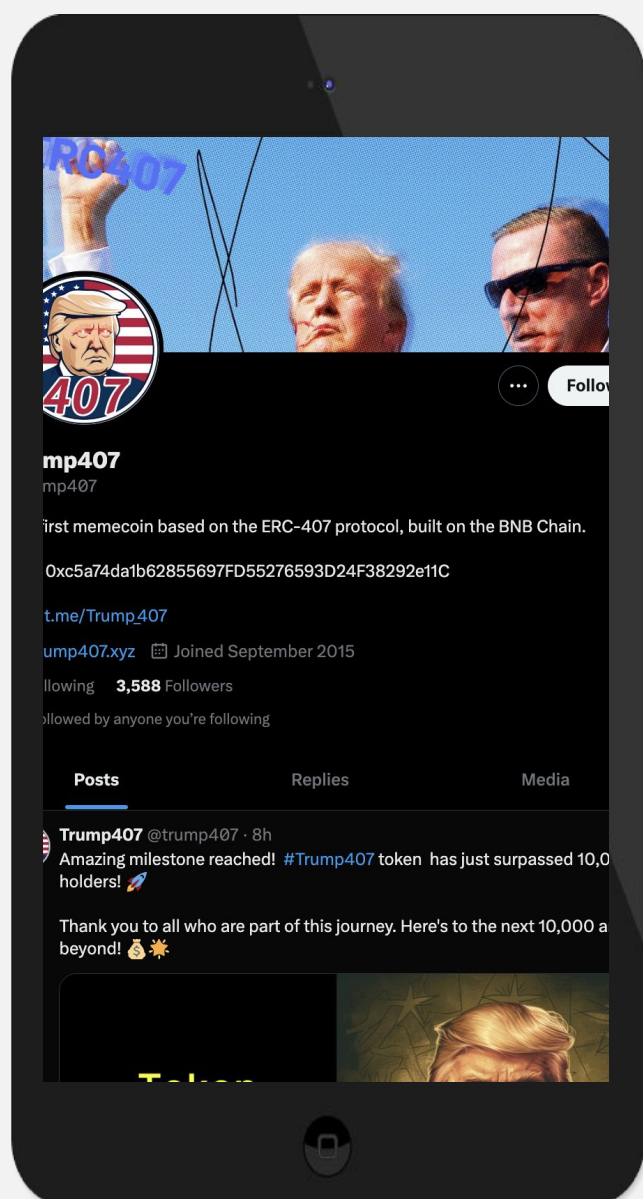 RC407
407
mp407
mp407
first memecoin based on the ERC-407 protocol, built on the BNB Chain.
0xc5a74da1b62855697FD55276593D24F38292e11C
t.me/Trump_407
ump407.xyz Joined September 2015
llowing 3,588 Followers
ollowed by anyone you’re following
Posts Replies Media
Trump407 @trump407 · 8h
Amazing milestone reached! #Trump407 token has just surpassed 10,0
holders! 🚀
Thank you to all who are part of this journey. Here's to the next 10,000 a
beyond! 💰🌟
Follow
Token